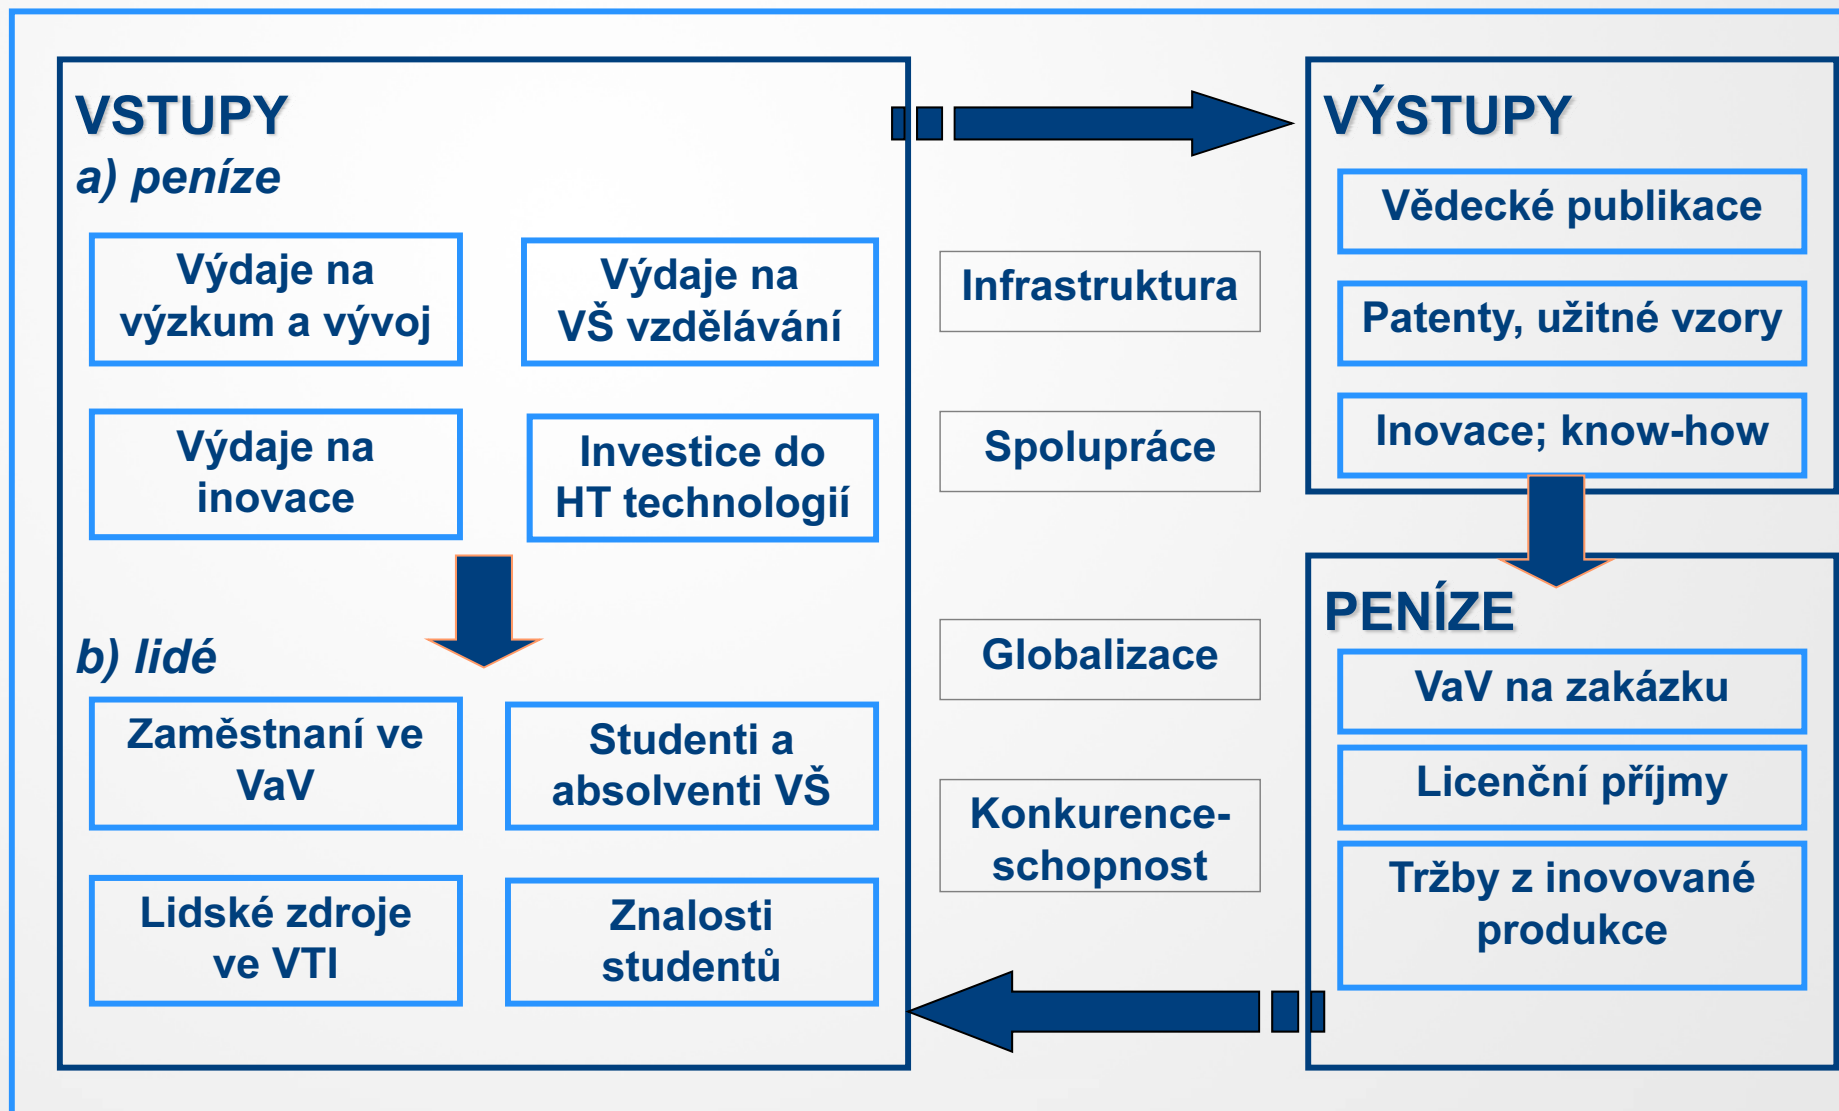 VSTUPY
a) peníze
Výdaje na
výzkum a vývoj
Výdaje na
VŠ vzdělávání
Výdaje na
inovace
Investice do
HT technologií
b) lidé
Zaměstnaní ve
VaV
Studenti a
absolventi VŠ
Lidské zdroje
ve VTI
Znalosti
studentů
Infrastruktura
Spolupráce
Globalizace
Konkurence-
schopnost
VÝSTUPY
Vědecké publikace
Patenty, užitné vzory
Inovace; know-how
PENÍZE
VaV na zakázku
Licenční příjmy
Tržby z inovované
produkce